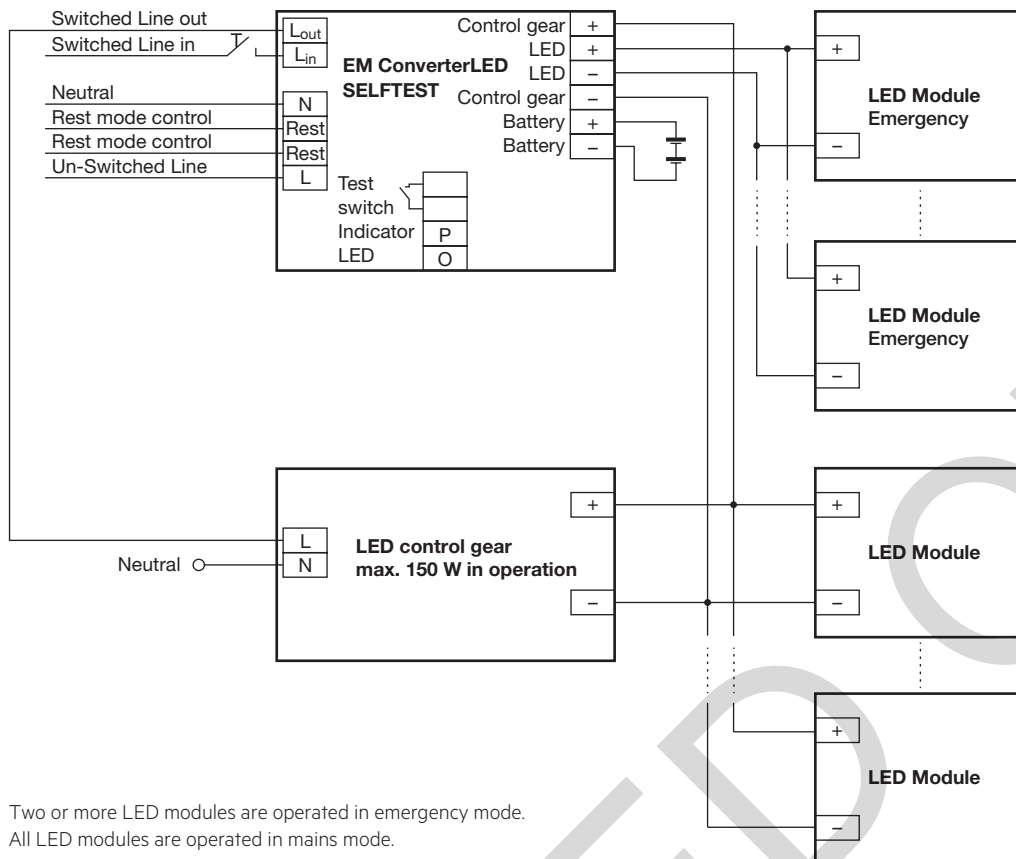 Switched Line out
Switched Line in
Neutral
Rest mode control
Rest mode control
Un-Switched Line
Lout
Lin
N
Rest
Rest
L
EM ConverterLED
SELFTEST
Test
switch
Indicator
LED
P
O
Control gear +
LED +
LED –
Control gear –
Battery +
Battery –
+
–
LED Module
Emergency
+
–
LED Module
Emergency
Neutral
L
N
LED control gear
max. 150 W in operation
+
–
+
–
LED Module
+
–
LED Module
Two or more LED modules are operated in emergency mode.
All LED modules are operated in mains mode.